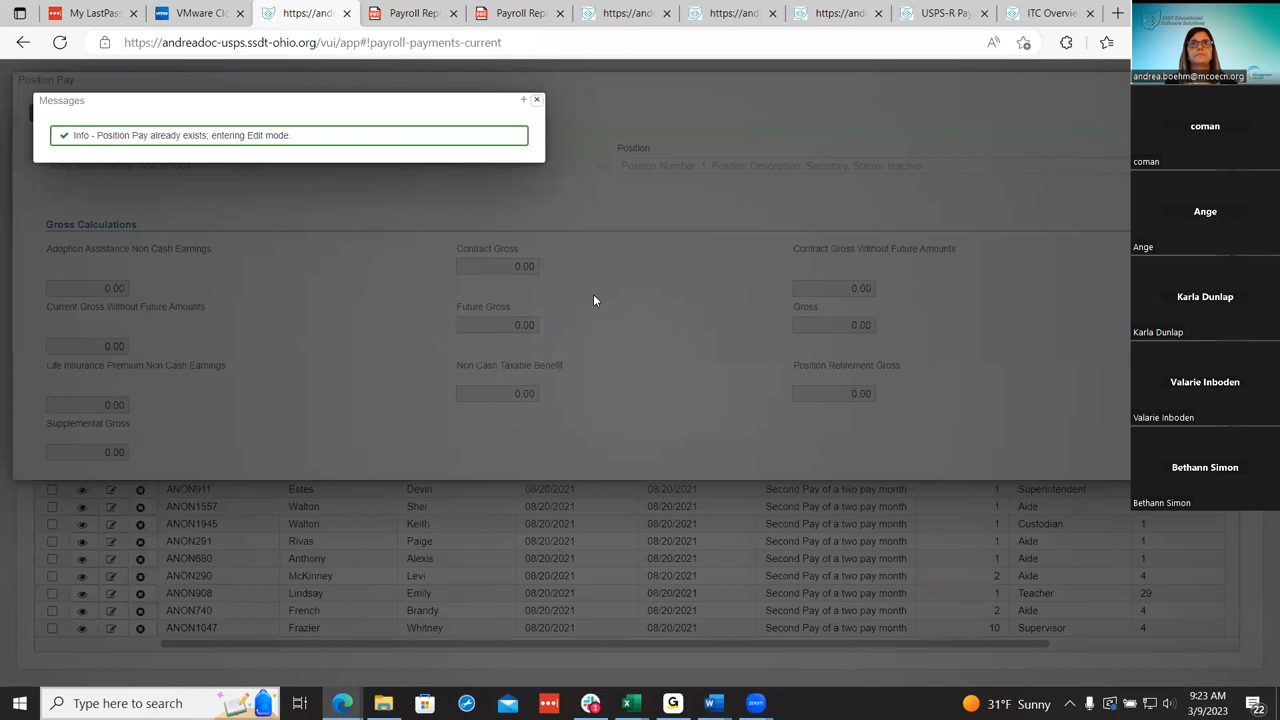 My LastPass
VMware Clo
https://and
Payroll Rep
Payroll Rep
https://and
https://and
https://and
USPS-R Pay
ITC Overvie
https://andreadoc-usps.ssdt-ohio.org/vui/app#!payroll-payments-current
SSDT Educational
Software Solutions
andrea.boehm@mcoecn.org
Position Pay
Messages
Info - Position Pay already exists; entering Edit mode.
Position
Position Number: 1, Position Description: Secretary, Status: Inactive
Gross Calculations
Adoption Assistance Non Cash Earnings
Contract Gross
Contract Gross Without Future Amounts
0.00
0.00
0.00
Current Gross Without Future Amounts
Future Gross
Gross
0.00
0.00
0.00
Life Insurance Premium Non Cash Earnings
Non Cash Taxable Benefit
Position Retirement Gross
0.00
0.00
0.00
Supplemental Gross
0.00
ANON911 Estes Devin 08/20/2021 08/20/2021 Second Pay of a two pay month 1 Superintendent
ANON1557 Walton Sher 08/20/2021 08/20/2021 Second Pay of a two pay month 1 Aide 1
ANON1945 Walton Keith 08/20/2021 08/20/2021 Second Pay of a two pay month 1 Custodian 1
ANON291 Rivas Paige 08/20/2021 08/20/2021 Second Pay of a two pay month 1 Aide 1
ANON680 Anthony Alexis 08/20/2021 08/20/2021 Second Pay of a two pay month 1 Aide 1
ANON290 McKinney Levi 08/20/2021 08/20/2021 Second Pay of a two pay month 2 Aide 4
ANON908 Lindsay Emily 08/20/2021 08/20/2021 Second Pay of a two pay month 1 Teacher 29
ANON740 French Brandy 08/20/2021 08/20/2021 Second Pay of a two pay month 2 Aide 4
ANON1047 Frazier Whitney 08/20/2021 08/20/2021 Second Pay of a two pay month 10 Supervisor 4
coman
coman
Ange
Ange
Karla Dunlap
Karla Dunlap
Valarie Inboden
Valarie Inboden
Bethann Simon
Bethann Simon
Type here to search
zoom
31°F Sunny
9:23 AM
3/9/2023
22